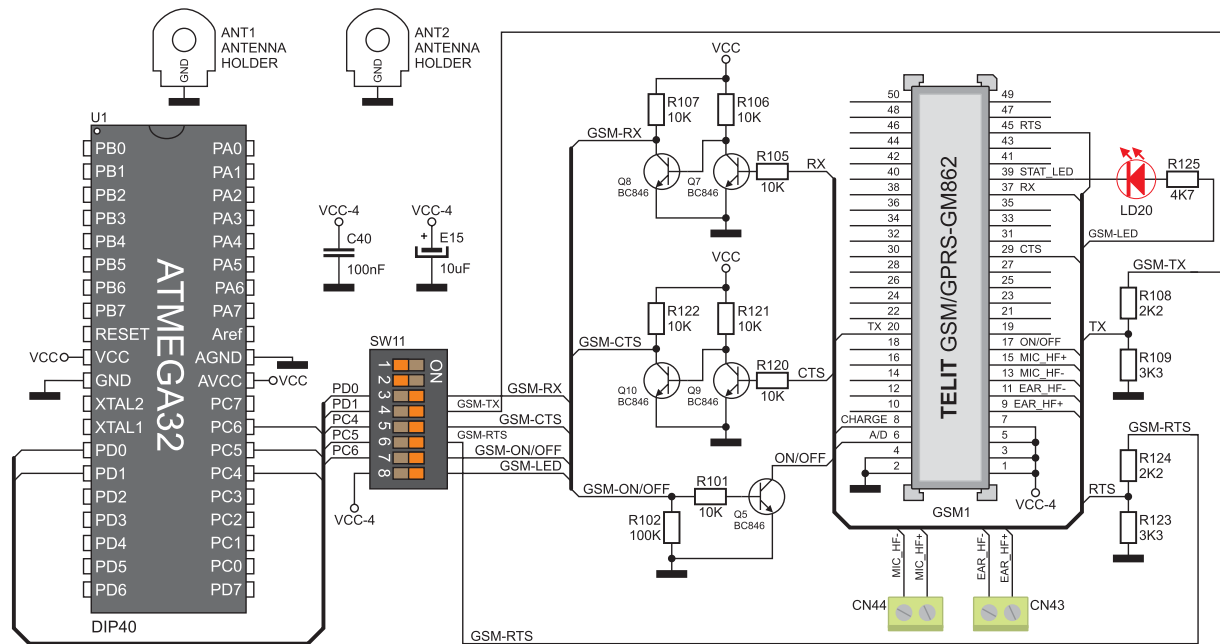 ANT1
ANTENNA
HOLDER
GND
ANT2
ANTENNA
HOLDER
GND
U1
ATMEGA32
PB0
PB1
PB2
PB3
PB4
PB5
PB6
PB7
RESET
VCC
GND
XTAL2
XTAL1
PD0
PD1
PD2
PD3
PD4
PD5
PD6
PA0
PA1
PA2
PA3
PA4
PA5
PA6
PA7
Aref
AGND
AVCC
PC7
PC6
PC5
PC4
PC3
PC2
PC1
PC0
PD7
DIP40
VCC
VCC
VCC-4
C40
100nF
VCC-4
+
E15
10uF
SW11
ON
1
2
3
4
5
6
7
8
PD0
PD1
PC4
PC5
PC6
VCC-4
GSM-RX
GSM-TX
GSM-CTS
GSM-RTS
GSM-ON/OFF
GSM-LED
GSM-RTS
VCC
R107
10K
R106
10K
GSM-RX
Q8
BC846
Q7
BC846
R105
10K
RX
VCC
R122
10K
R121
10K
GSM-CTS
Q10
BC846
Q9
BC846
R120
10K
CTS
GSM-ON/OFF
R101
10K
R102
100K
Q5
BC846
ON/OFF
TELIT GSM/GPRS-GM862
50
48
46
44
42
40
38
36
34
32
30
28
26
24
22
TX 20
18
16
14
12
10
CHARGE 8
A/D 6
4
2
49
47
45 RTS
43
41
39 STAT_LED
37 RX
35
33
31
29 CTS
27
25
23
21
19
17 ON/OFF
15 MIC_HF+
13 MIC_HF-
11 EAR_HF-
9 EAR_HF+
7
5
3
1
VCC-4
GSM1
LD20
R125
4K7
GSM-LED
GSM-TX
R108
2K2
TX
R109
3K3
GSM-RTS
R124
2K2
RTS
R123
3K3
MIC_HF-
MIC_HF+
EAR_HF-
EAR_HF+
CN44
CN43